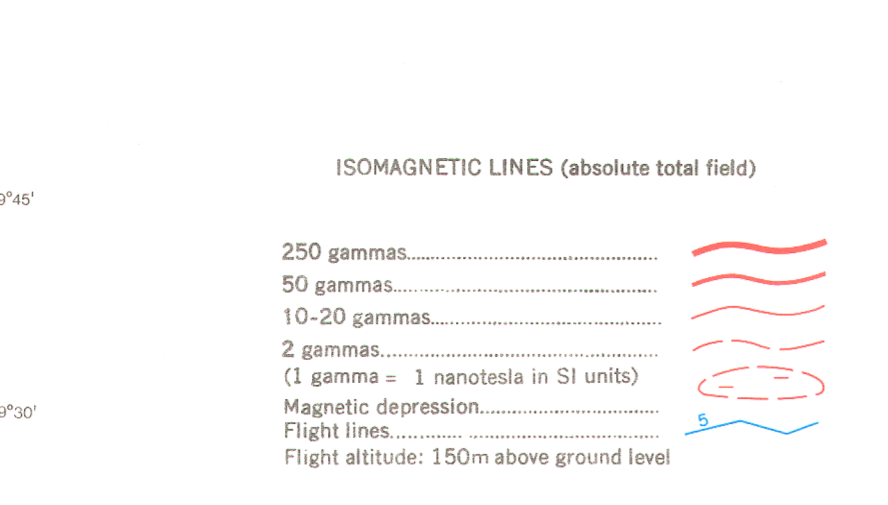 ISOMAGNETIC LINES (absolute total field)
9°45'
250 gammas
50 gammas
10-20 gammas
2 gammas
(1 gamma = 1 nanotesla in SI units)
9°30'
Magnetic depression
5
Flight lines
Flight altitude: 150m above ground level